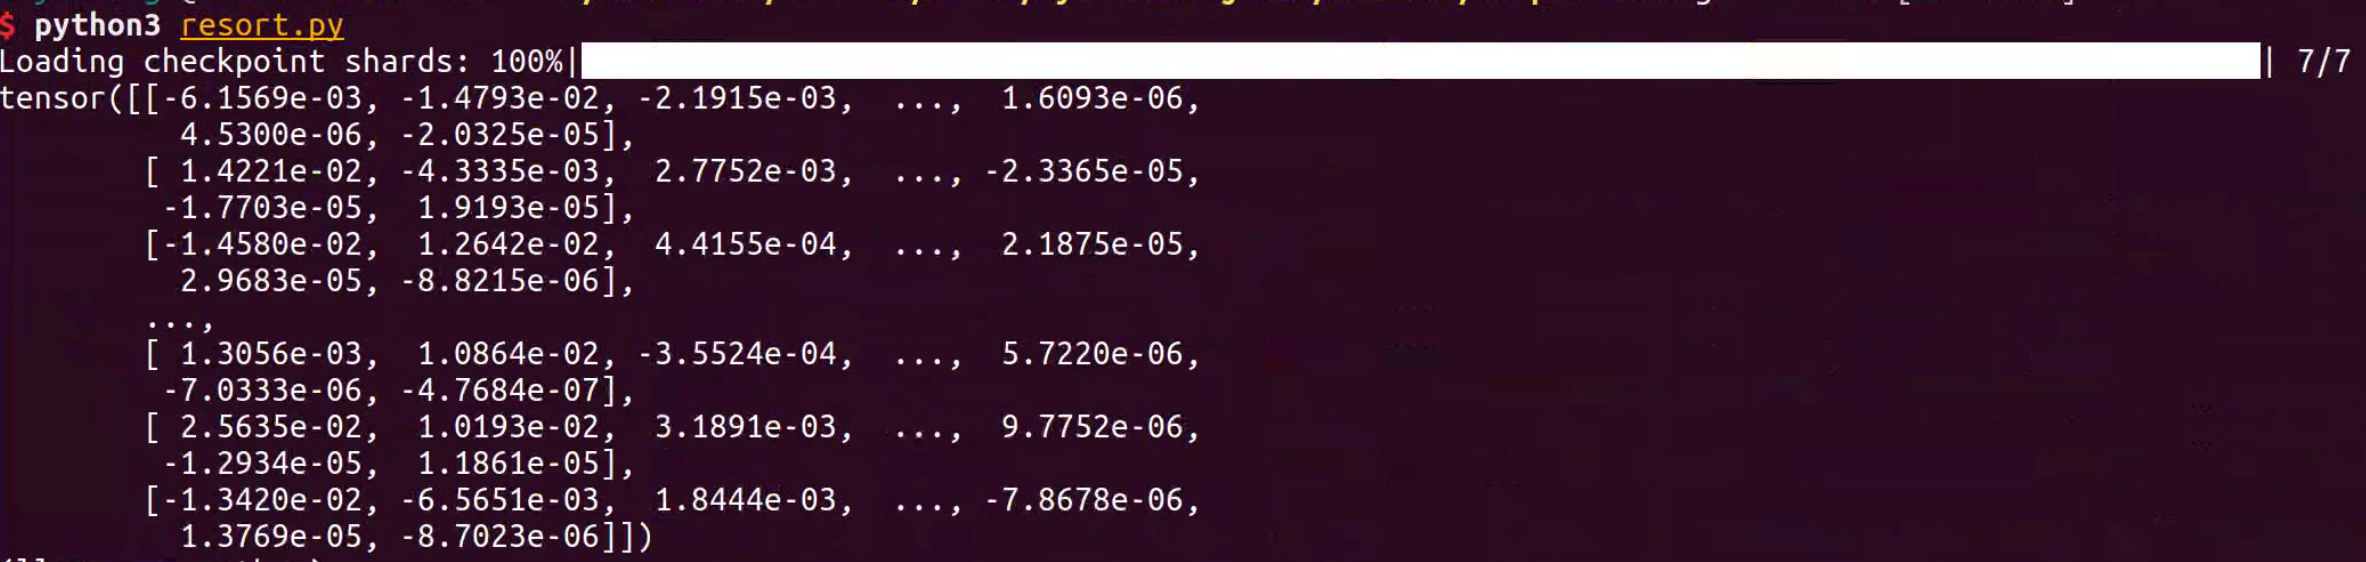 $ python3 resort.py
Loading checkpoint shards: 100%| | 7/7
tensor([[-6.1569e-03, -1.4793e-02, -2.1915e-03, ..., 1.6093e-06,
4.5300e-06, -2.0325e-05],
[ 1.4221e-02, -4.3335e-03, 2.7752e-03, ..., -2.3365e-05,
-1.7703e-05, 1.9193e-05],
[-1.4580e-02, 1.2642e-02, 4.4155e-04, ..., 2.1875e-05,
2.9683e-05, -8.8215e-06],
...,
[ 1.3056e-03, 1.0864e-02, -3.5524e-04, ..., 5.7220e-06,
-7.0333e-06, -4.7684e-07],
[ 2.5635e-02, 1.0193e-02, 3.1891e-03, ..., 9.7752e-06,
-1.2934e-05, 1.1861e-05],
[-1.3420e-02, -6.5651e-03, 1.8444e-03, ..., -7.8678e-06,
1.3769e-05, -8.7023e-06]])